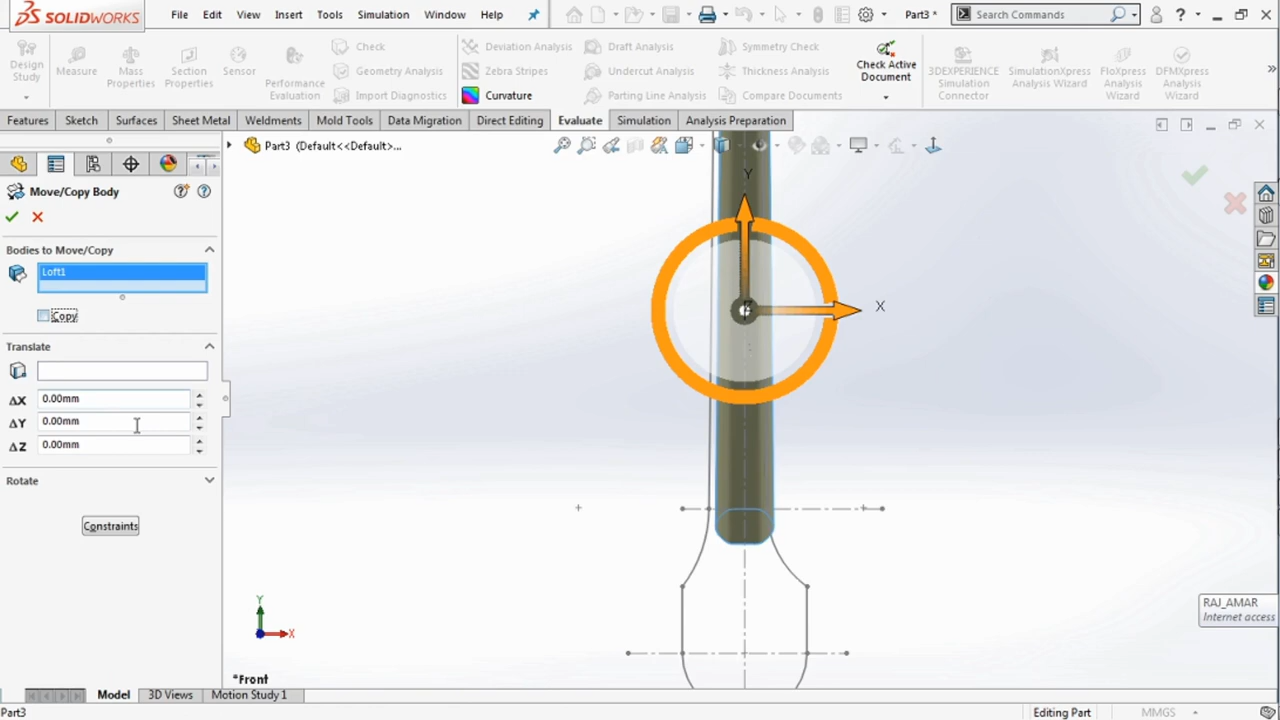 SOLIDWORKS File Edit View Insert Tools Simulation Window Help Part3 * Search Commands
Design Study
Measure
Mass Properties
Section Properties
Sensor
Performance Evaluation
Check
Geometry Analysis
Import Diagnostics
Deviation Analysis
Zebra Stripes
Curvature
Draft Analysis
Undercut Analysis
Parting Line Analysis
Symmetry Check
Thickness Analysis
Compare Documents
Check Active Document
3DEXPERIENCE Simulation Connector
SimulationXpress Analysis Wizard
FloXpress Analysis Wizard
DFMXpress Analysis Wizard
Features Sketch Surfaces Sheet Metal Weldments Mold Tools Data Migration Direct Editing Evaluate Simulation Analysis Preparation
Part3 (Default<<Default>...
Move/Copy Body
Bodies to Move/Copy
Loft1
Copy
Translate
ΔX 0.00mm
ΔY 0.00mm
ΔZ 0.00mm
Rotate
Constraints
Y
X
Y
X
RAJ_AMAR
Internet access
*Front
Model 3D Views Motion Study 1
Part3 Editing Part MMGS